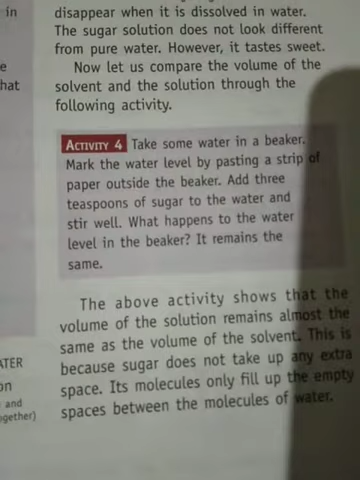 in
disappear when it is dissolved in water.
The sugar solution does not look different
from pure water. However, it tastes sweet.
e
Now let us compare the volume of the
hat
solvent and the solution through the
following activity.
ACTIVITY 4 Take some water in a beaker.
Mark the water level by pasting a strip of
paper outside the beaker. Add three
teaspoons of sugar to the water and
stir well. What happens to the water
level in the beaker? It remains the
same.
The above activity shows that the
volume of the solution remains almost the
same as the volume of the solvent. This is
because sugar does not take up any extra
space. Its molecules only fill up the empty
spaces between the molecules of water.
ATER
on
and
ogether)